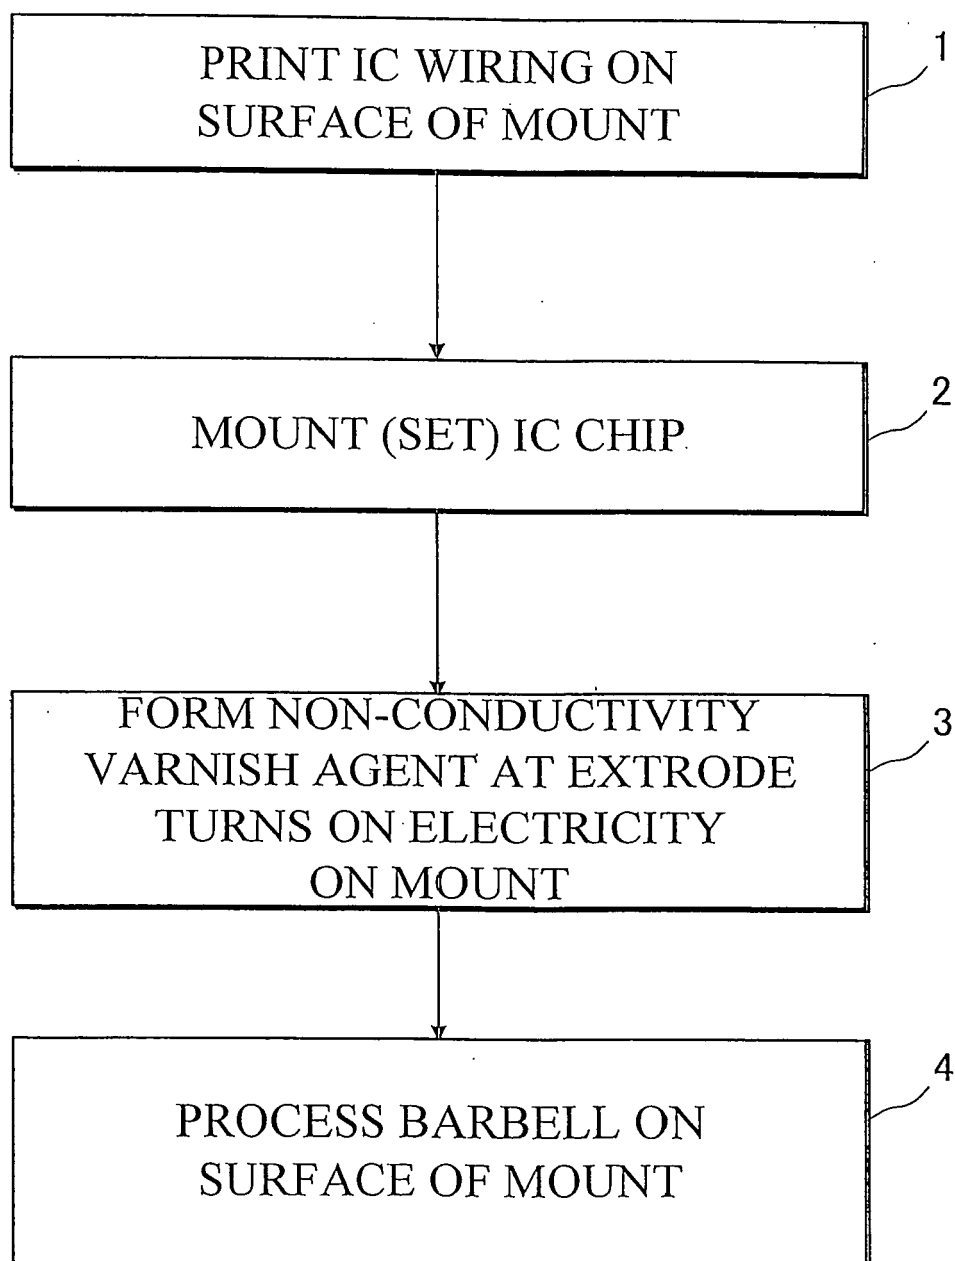 PRINT IC WIRING ON
SURFACE OF MOUNT
1
MOUNT (SET) IC CHIP
2
FORM NON-CONDUCTIVITY
VARNISH AGENT AT EXTRODE
TURNS ON ELECTRICITY
ON MOUNT
3
PROCESS BARBELL ON
SURFACE OF MOUNT
4